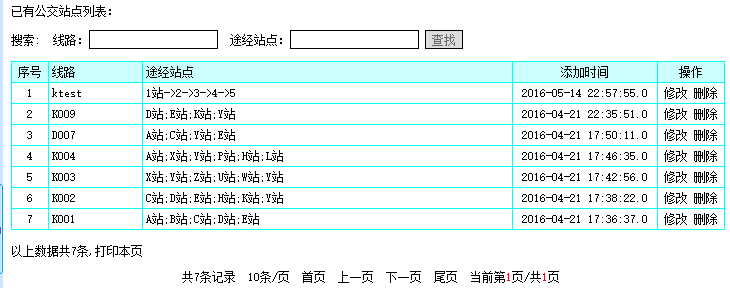 已有公交站点列表:
搜索: 线路: 途经站点: 查找
序号 线路 途经站点 添加时间 操作
1 ktest 1站->2->3->4->5 2016-05-14 22:57:55.0 修改 删除
2 K009 D站;E站;K站;Y站 2016-04-21 22:35:51.0 修改 删除
3 D007 A站;C站;Y站;E站 2016-04-21 17:50:11.0 修改 删除
4 K004 A站;X站;Y站;P站;H站;L站 2016-04-21 17:46:35.0 修改 删除
5 K003 X站;Y站;Z站;U站;W站;Y站 2016-04-21 17:42:56.0 修改 删除
6 K002 C站;D站;E站;H站;K站;Y站 2016-04-21 17:38:22.0 修改 删除
7 K001 A站;B站;C站;D站;E站 2016-04-21 17:36:37.0 修改 删除
以上数据共7条,打印本页
共7条记录 10条/页 首页 上一页 下一页 尾页 当前第1页/共1页